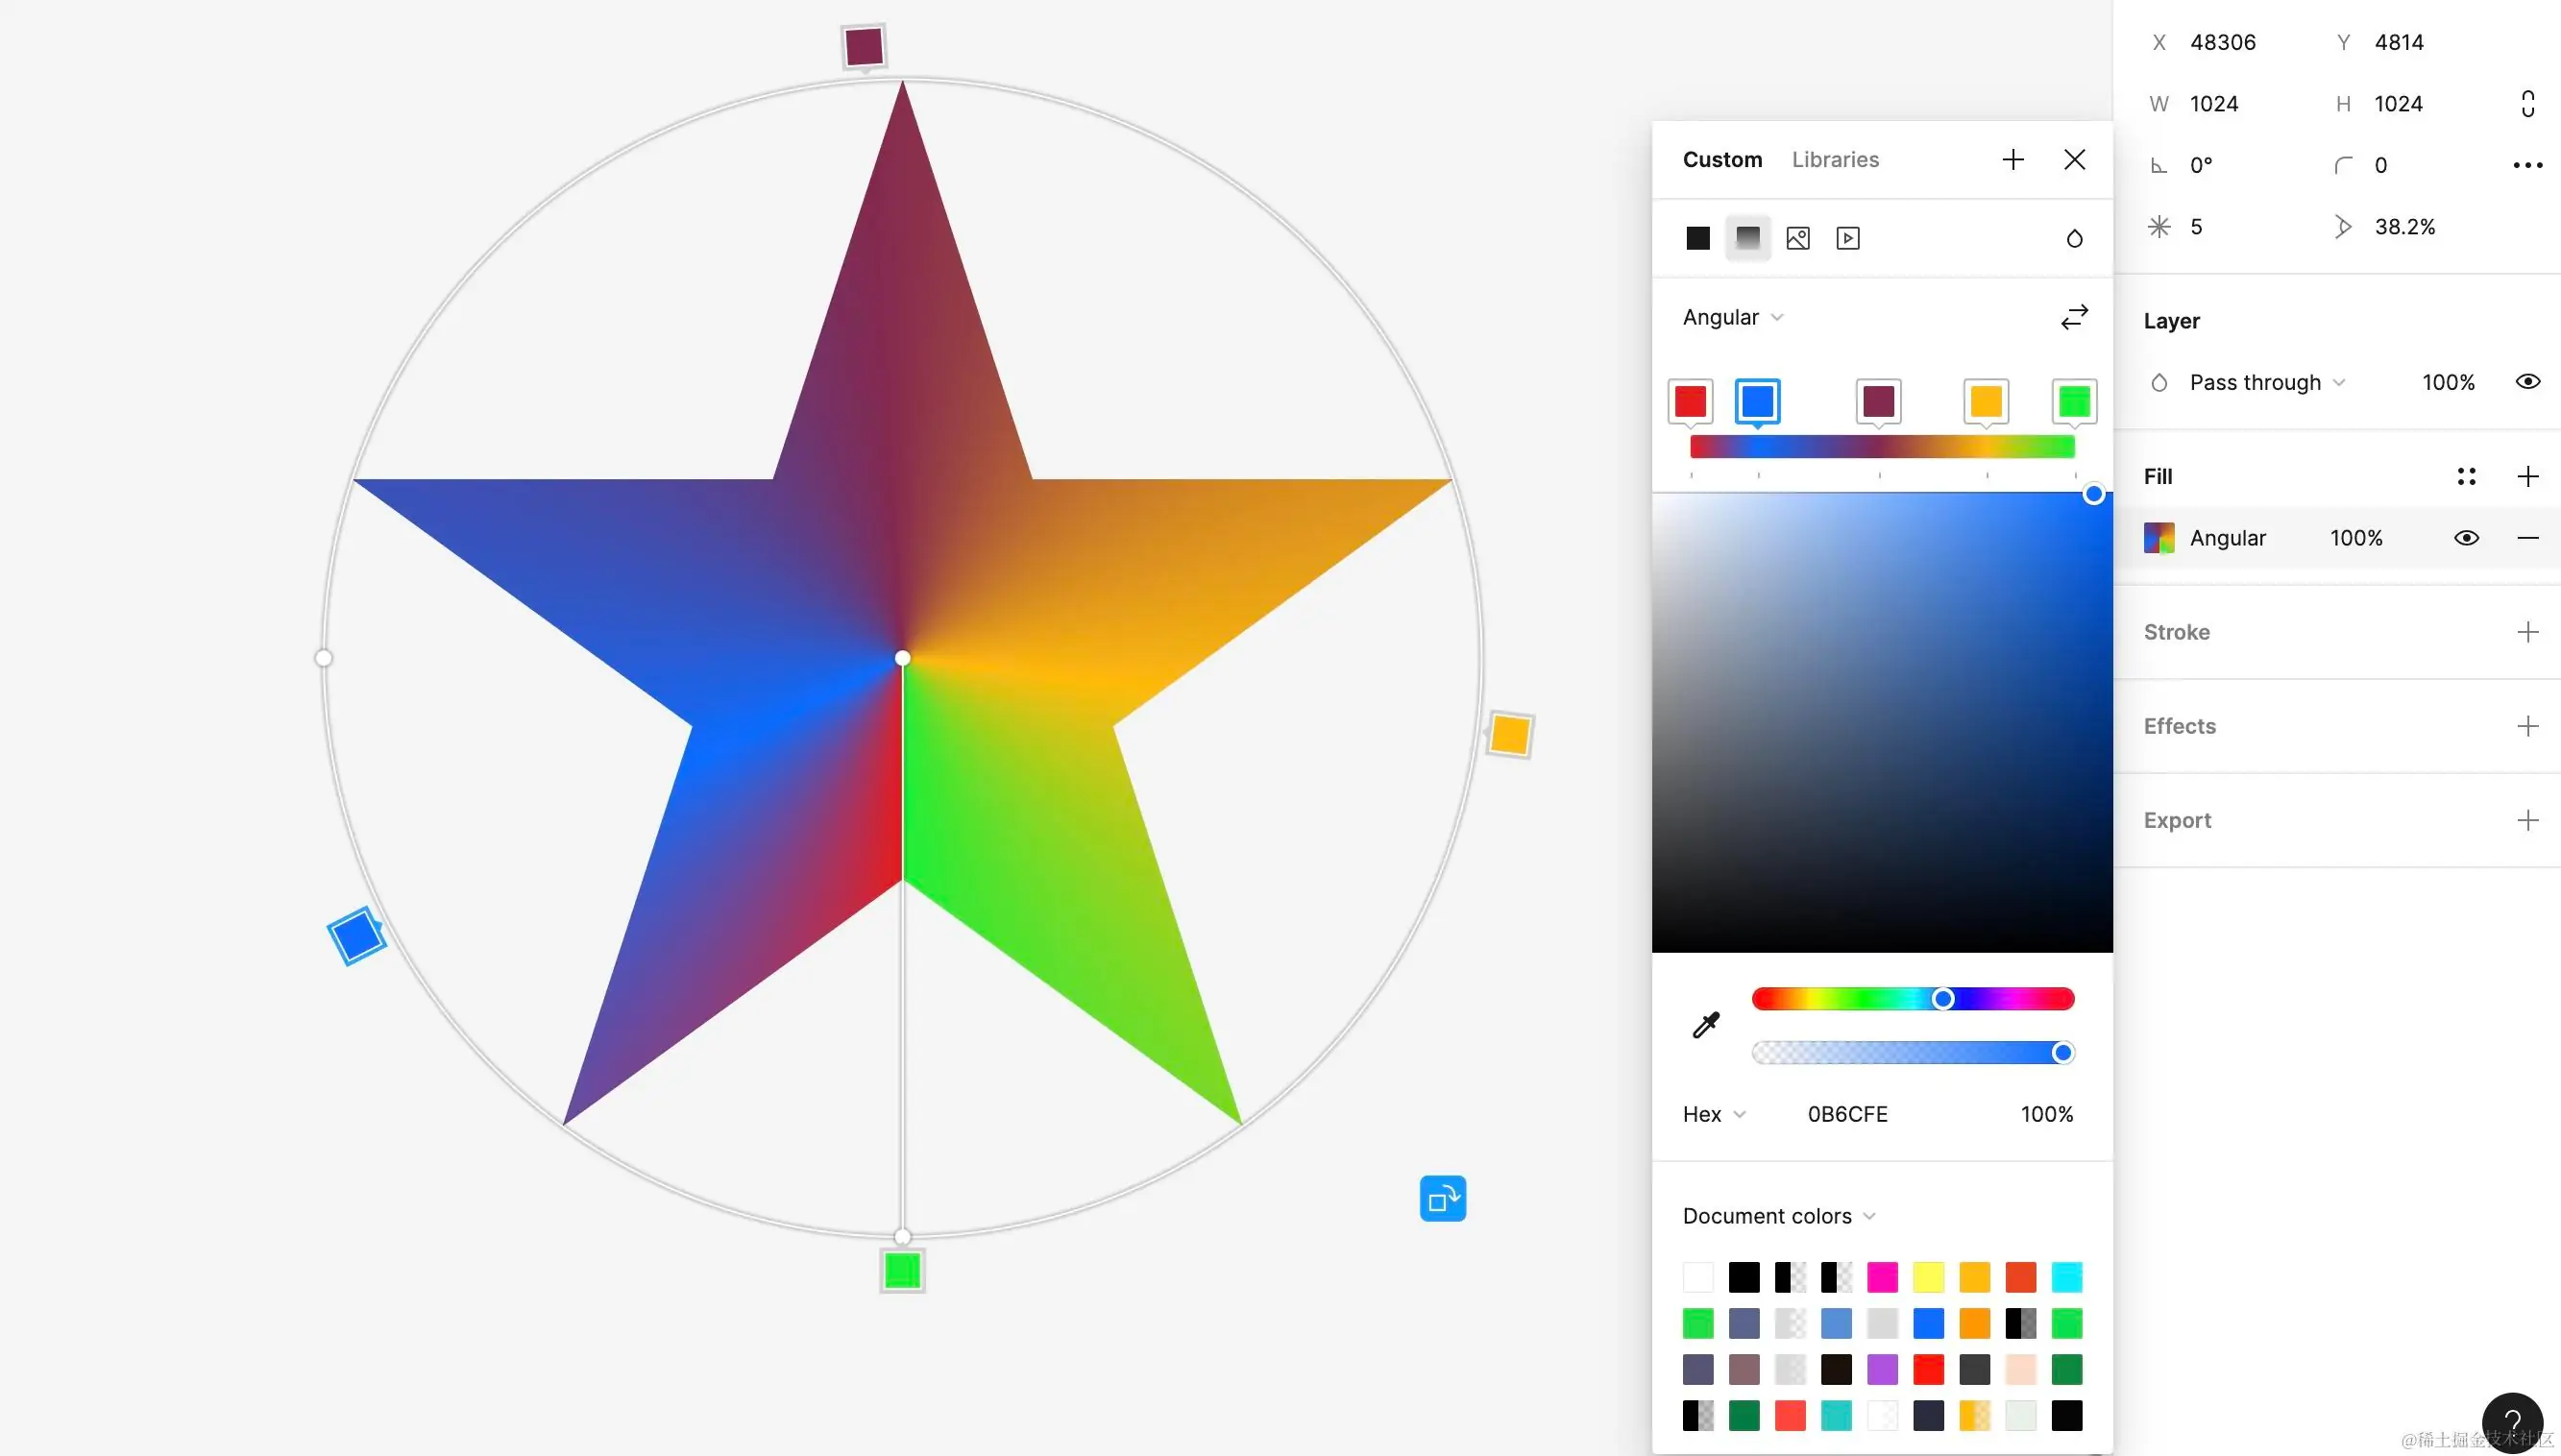 X 48306 Y 4814
W 1024 H 1024
0° 0
5 38.2%
Custom Libraries
Angular
Layer
Pass through 100%
Fill
Angular 100%
Stroke
Effects
Export
Hex 0B6CFE 100%
Document colors
?
@稀土掘金技术社区